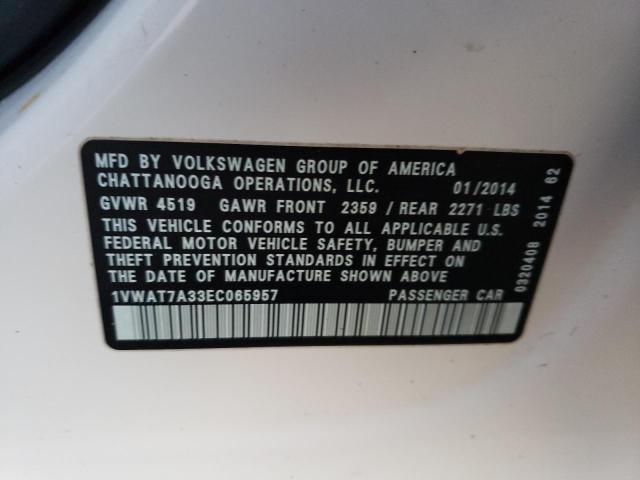 MFD BY VOLKSWAGEN GROUP OF AMERICA
CHATTANOOGA OPERATIONS, LLC. 01/2014
GVWR 4519 GAWR FRONT 2359 / REAR 2271 LBS
THIS VEHICLE CONFORMS TO ALL APPLICABLE U.S.
FEDERAL MOTOR VEHICLE SAFETY, BUMPER AND
THEFT PREVENTION STANDARDS IN EFFECT ON
THE DATE OF MANUFACTURE SHOWN ABOVE
1VWAT7A33EC065957 PASSENGER CAR
0320408 2014 62